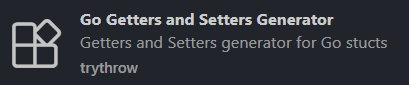 Go Getters and Setters Generator
Getters and Setters generator for Go stucts
trythrow